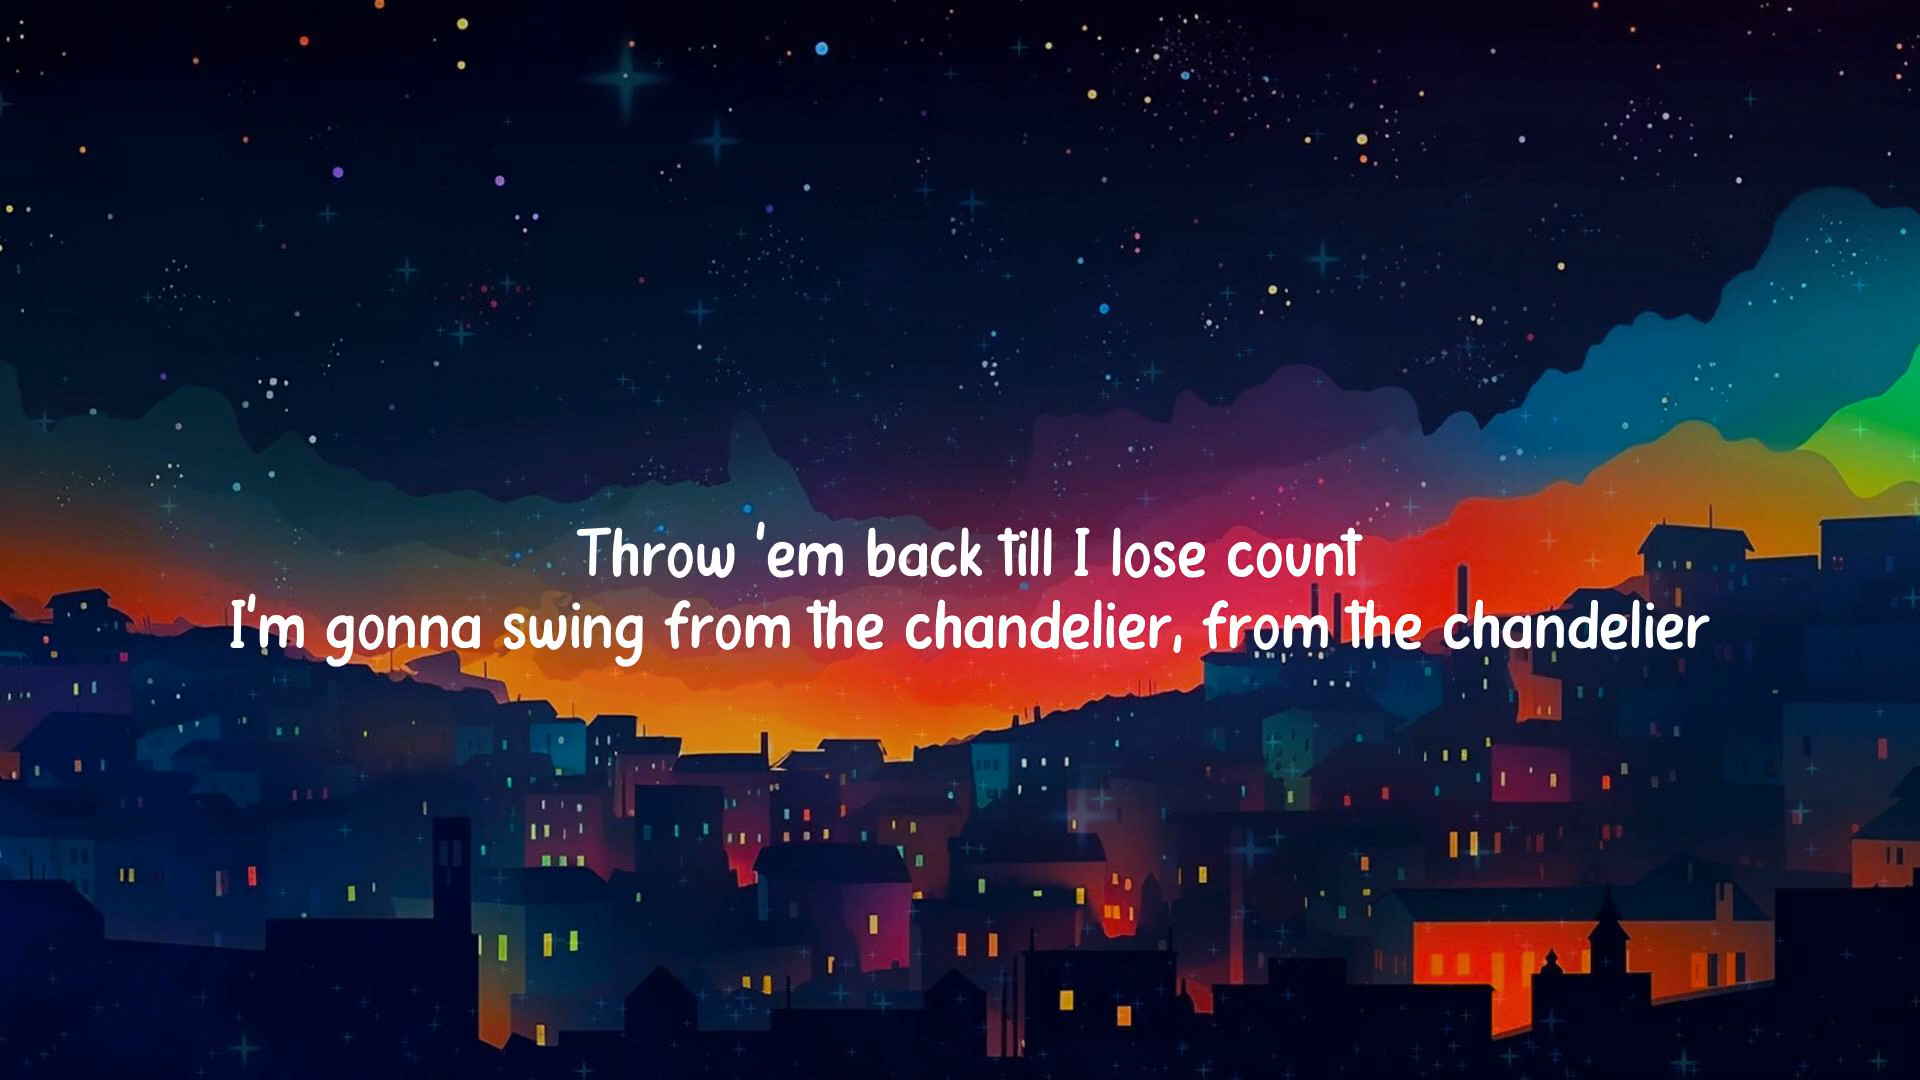 Throw 'em back till I lose count
I'm gonna swing from the chandelier, from the chandelier